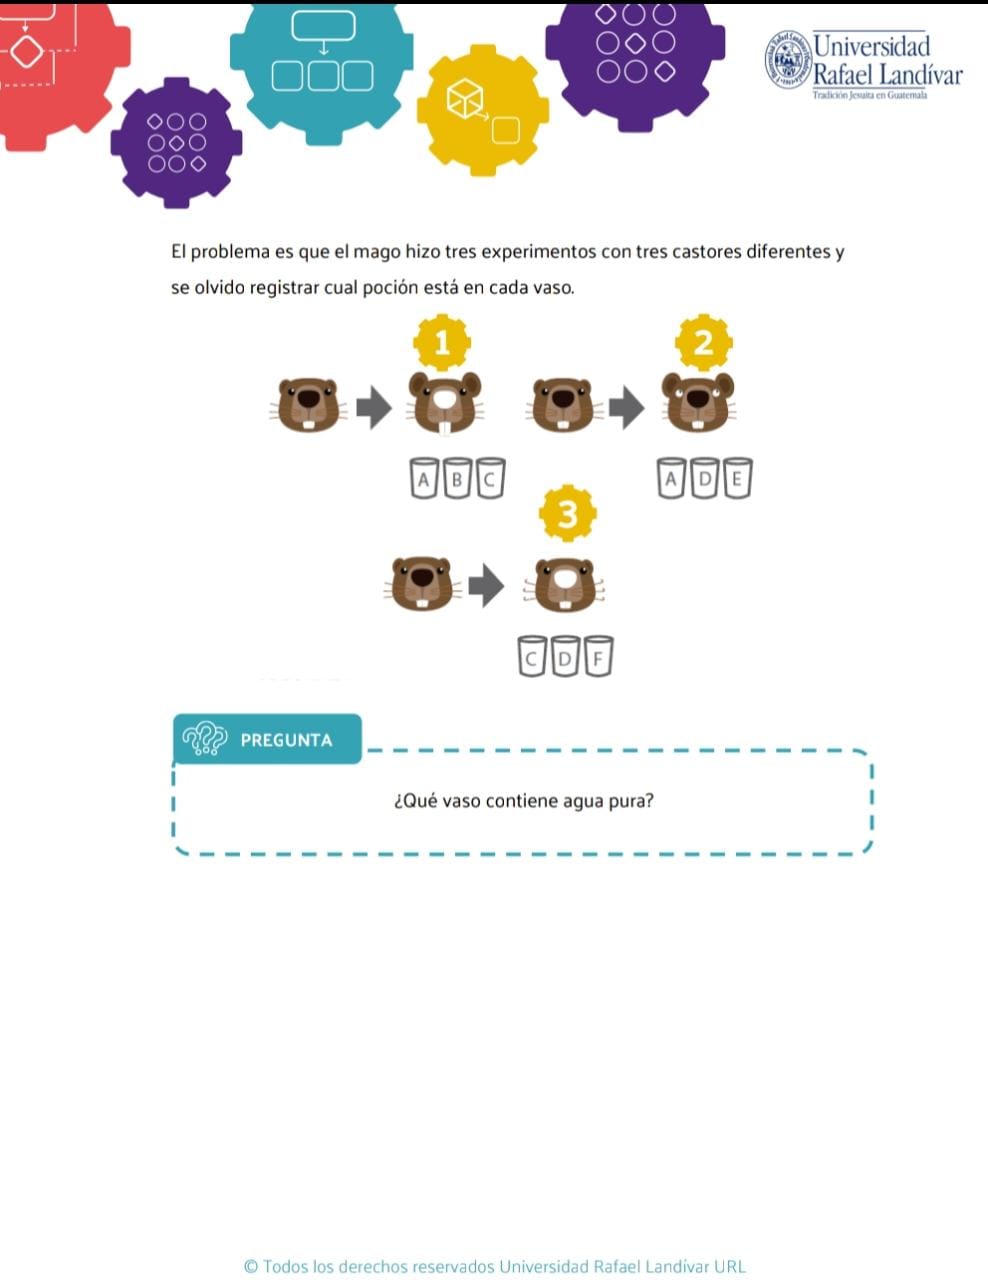 Universidad
Rafael Landívar
Tradición Jesuita en Guatemala
El problema es que el mago hizo tres experimentos con tres castores diferentes y
se olvido registrar cual poción está en cada vaso.
1
2
A B C
A D E
3
C D F
PREGUNTA
¿Qué vaso contiene agua pura?
© Todos los derechos reservados Universidad Rafael Landívar URL